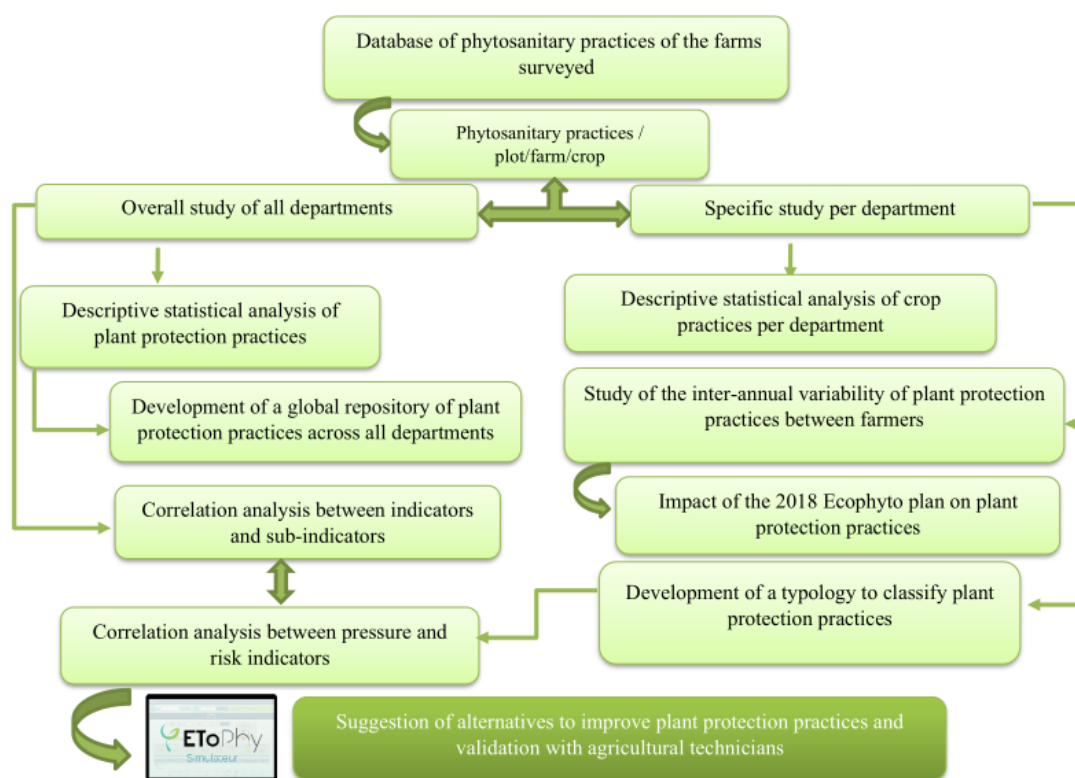 Database of phytosanitary practices of the farms
surveyed
Phytosanitary practices /
plot/farm/crop
Overall study of all departments
Specific study per department
Descriptive statistical analysis of
plant protection practices
Descriptive statistical analysis of crop
practices per department
Development of a global repository of plant
protection practices across all departments
Study of the inter-annual variability of plant protection
practices between farmers
Correlation analysis between indicators
and sub-indicators
Impact of the 2018 Ecophyto plan on plant
protection practices
Correlation analysis between pressure and
risk indicators
Development of a typology to classify plant
protection practices
EToPhy
Simulateur
Suggestion of alternatives to improve plant protection practices and
validation with agricultural technicians